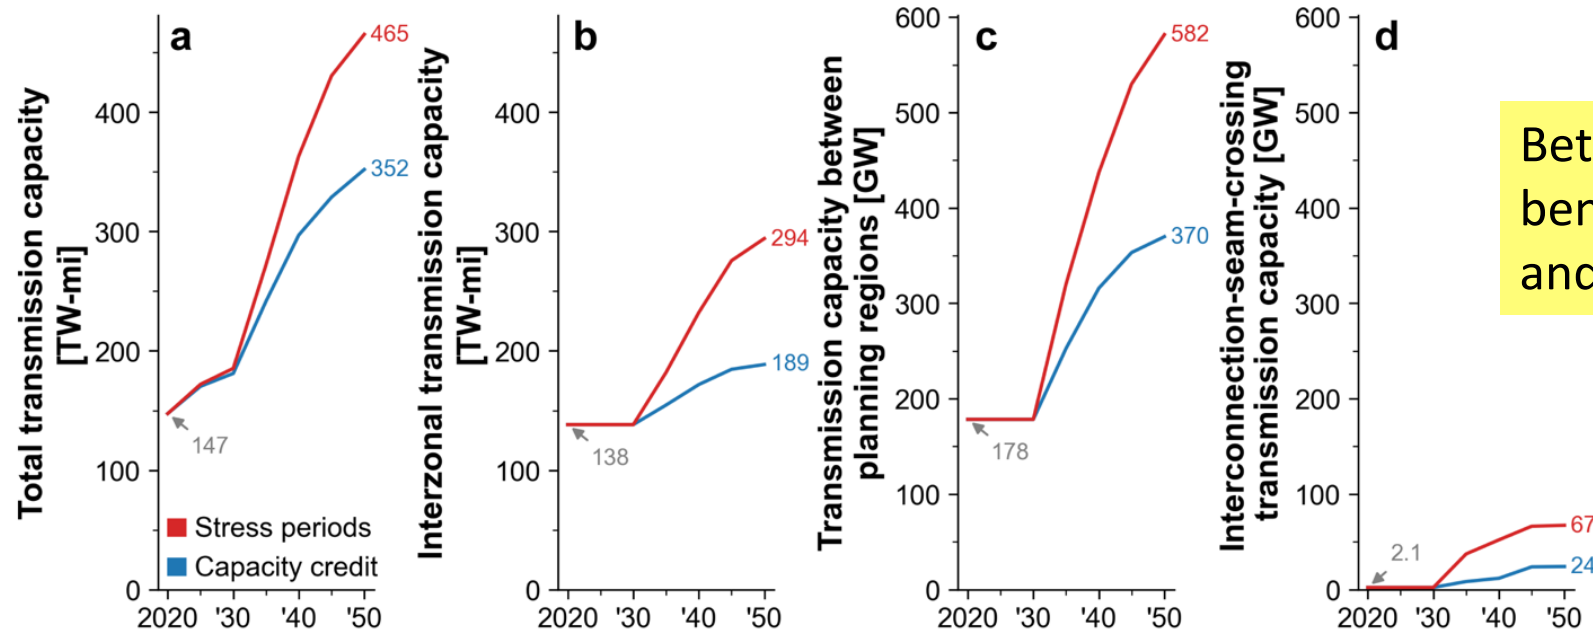 a
Total transmission capacity
[TW-mi]
400
300
200
100
0
465
352
147
Stress periods
Capacity credit
2020 '30 '40 '50
b
Interzonal transmission capacity
[TW-mi]
400
300
200
100
0
294
189
138
2020 '30 '40 '50
c
Transmission capacity between
planning regions [GW]
600
500
400
300
200
100
0
582
370
178
2020 '30 '40 '50
d
Interconnection-seam-crossing
transmission capacity [GW]
600
500
400
300
200
100
0
67
24
2.1
2020 '30 '40 '50
and